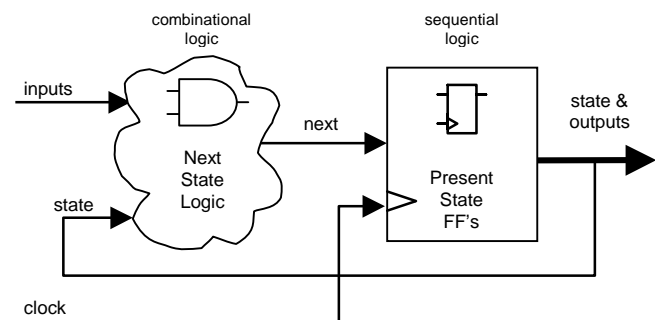 combinational
logic
sequential
logic
inputs
next
state &
outputs
Next
State
Logic
Present
State
FF's
state
clock